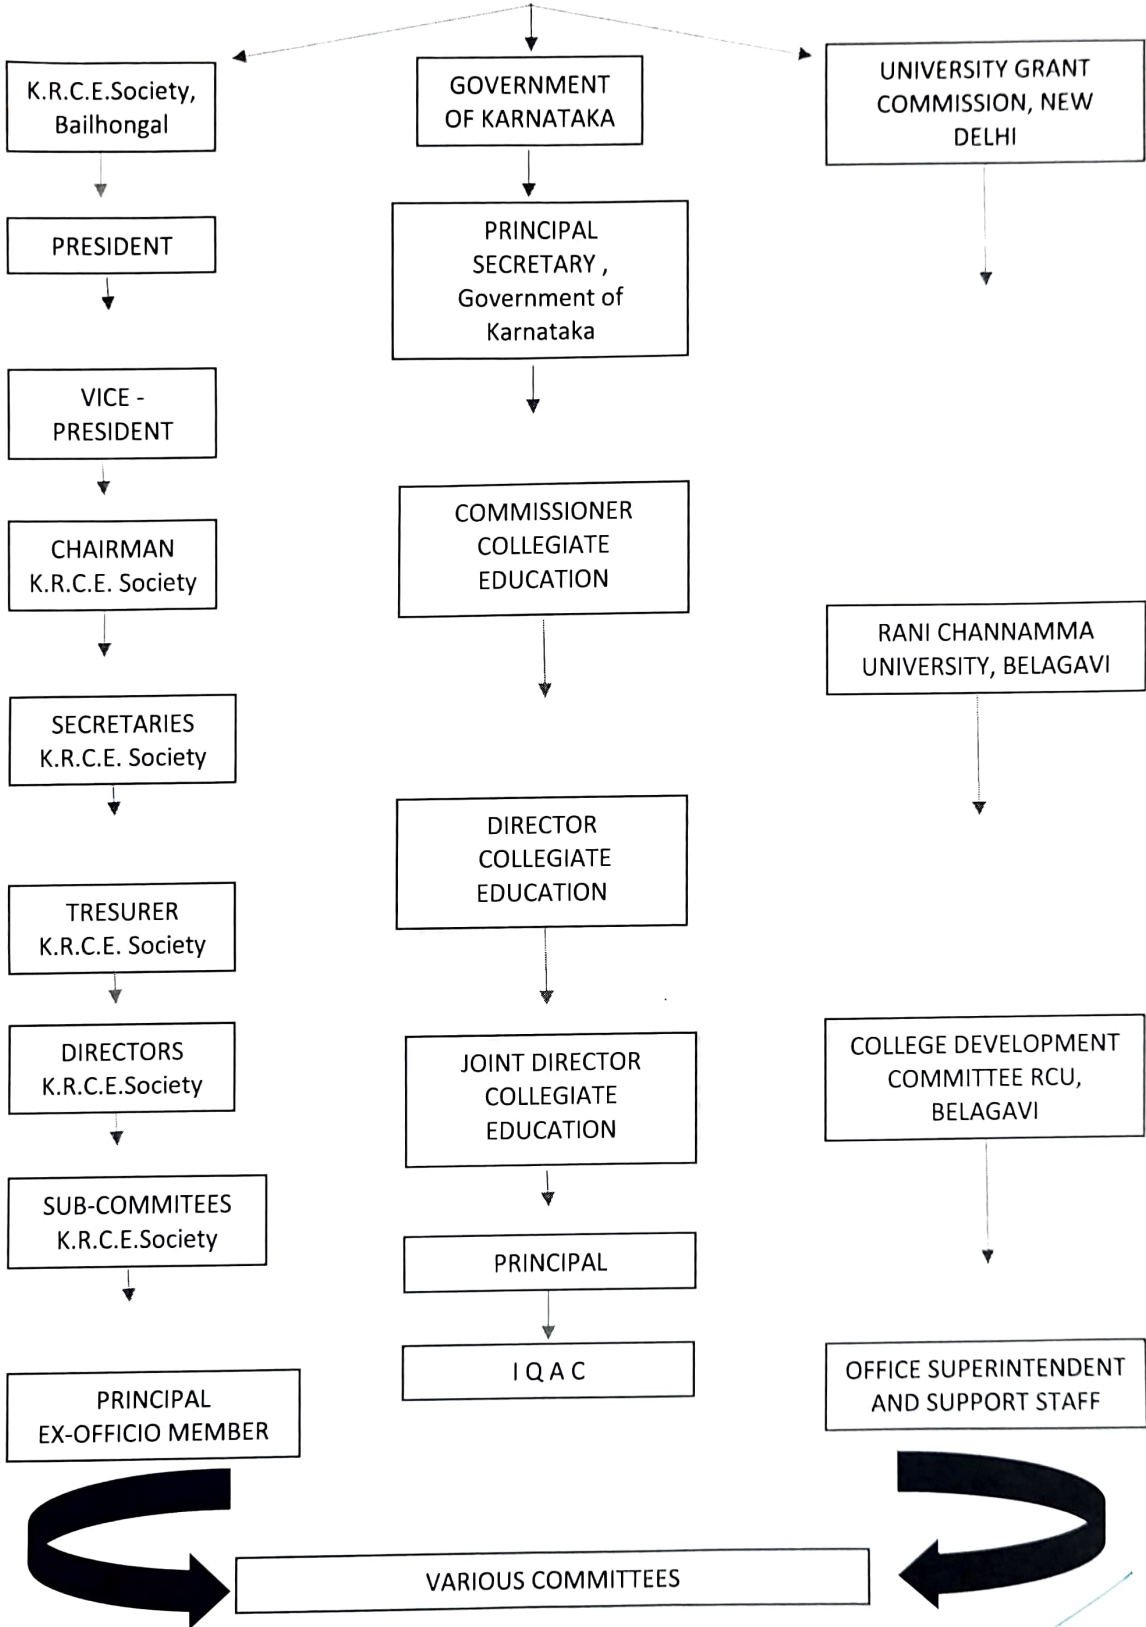 K.R.C.E.Society,
Bailhongal
PRESIDENT
VICE -
PRESIDENT
CHAIRMAN
K.R.C.E. Society
SECRETARIES
K.R.C.E. Society
TRESURER
K.R.C.E. Society
DIRECTORS
K.R.C.E.Society
SUB-COMMITEES
K.R.C.E.Society
PRINCIPAL
EX-OFFICIO MEMBER
GOVERNMENT
OF KARNATAKA
PRINCIPAL
SECRETARY ,
Government of
Karnataka
COMMISSIONER
COLLEGIATE
EDUCATION
DIRECTOR
COLLEGIATE
EDUCATION
JOINT DIRECTOR
COLLEGIATE
EDUCATION
PRINCIPAL
I Q A C
UNIVERSITY GRANT
COMMISSION, NEW
DELHI
RANI CHANNAMMA
UNIVERSITY, BELAGAVI
COLLEGE DEVELOPMENT
COMMITTEE RCU,
BELAGAVI
OFFICE SUPERINTENDENT
AND SUPPORT STAFF
VARIOUS COMMITTEES